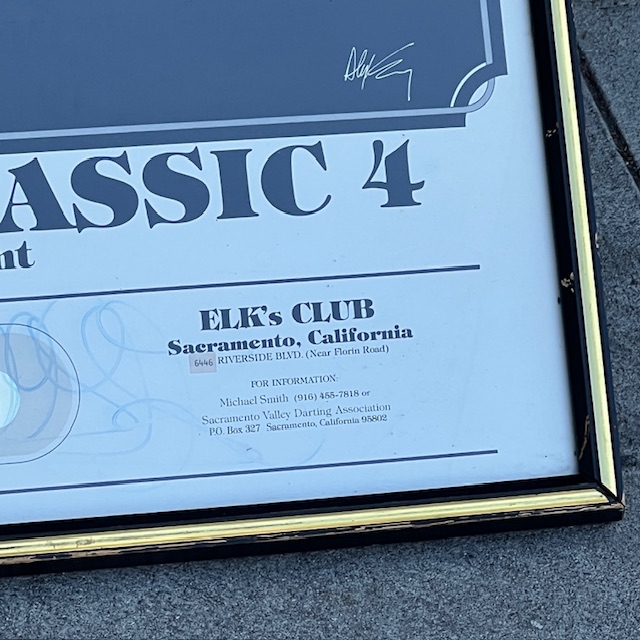 ASSIC 4
nt
ELK's CLUB
Sacramento, California
6446 RIVERSIDE BLVD. (Near Florin Road)
FOR INFORMATION:
Michael Smith (916) 455-7818 or
Sacramento Valley Darting Association
P.O. Box 327 Sacramento, California 95802